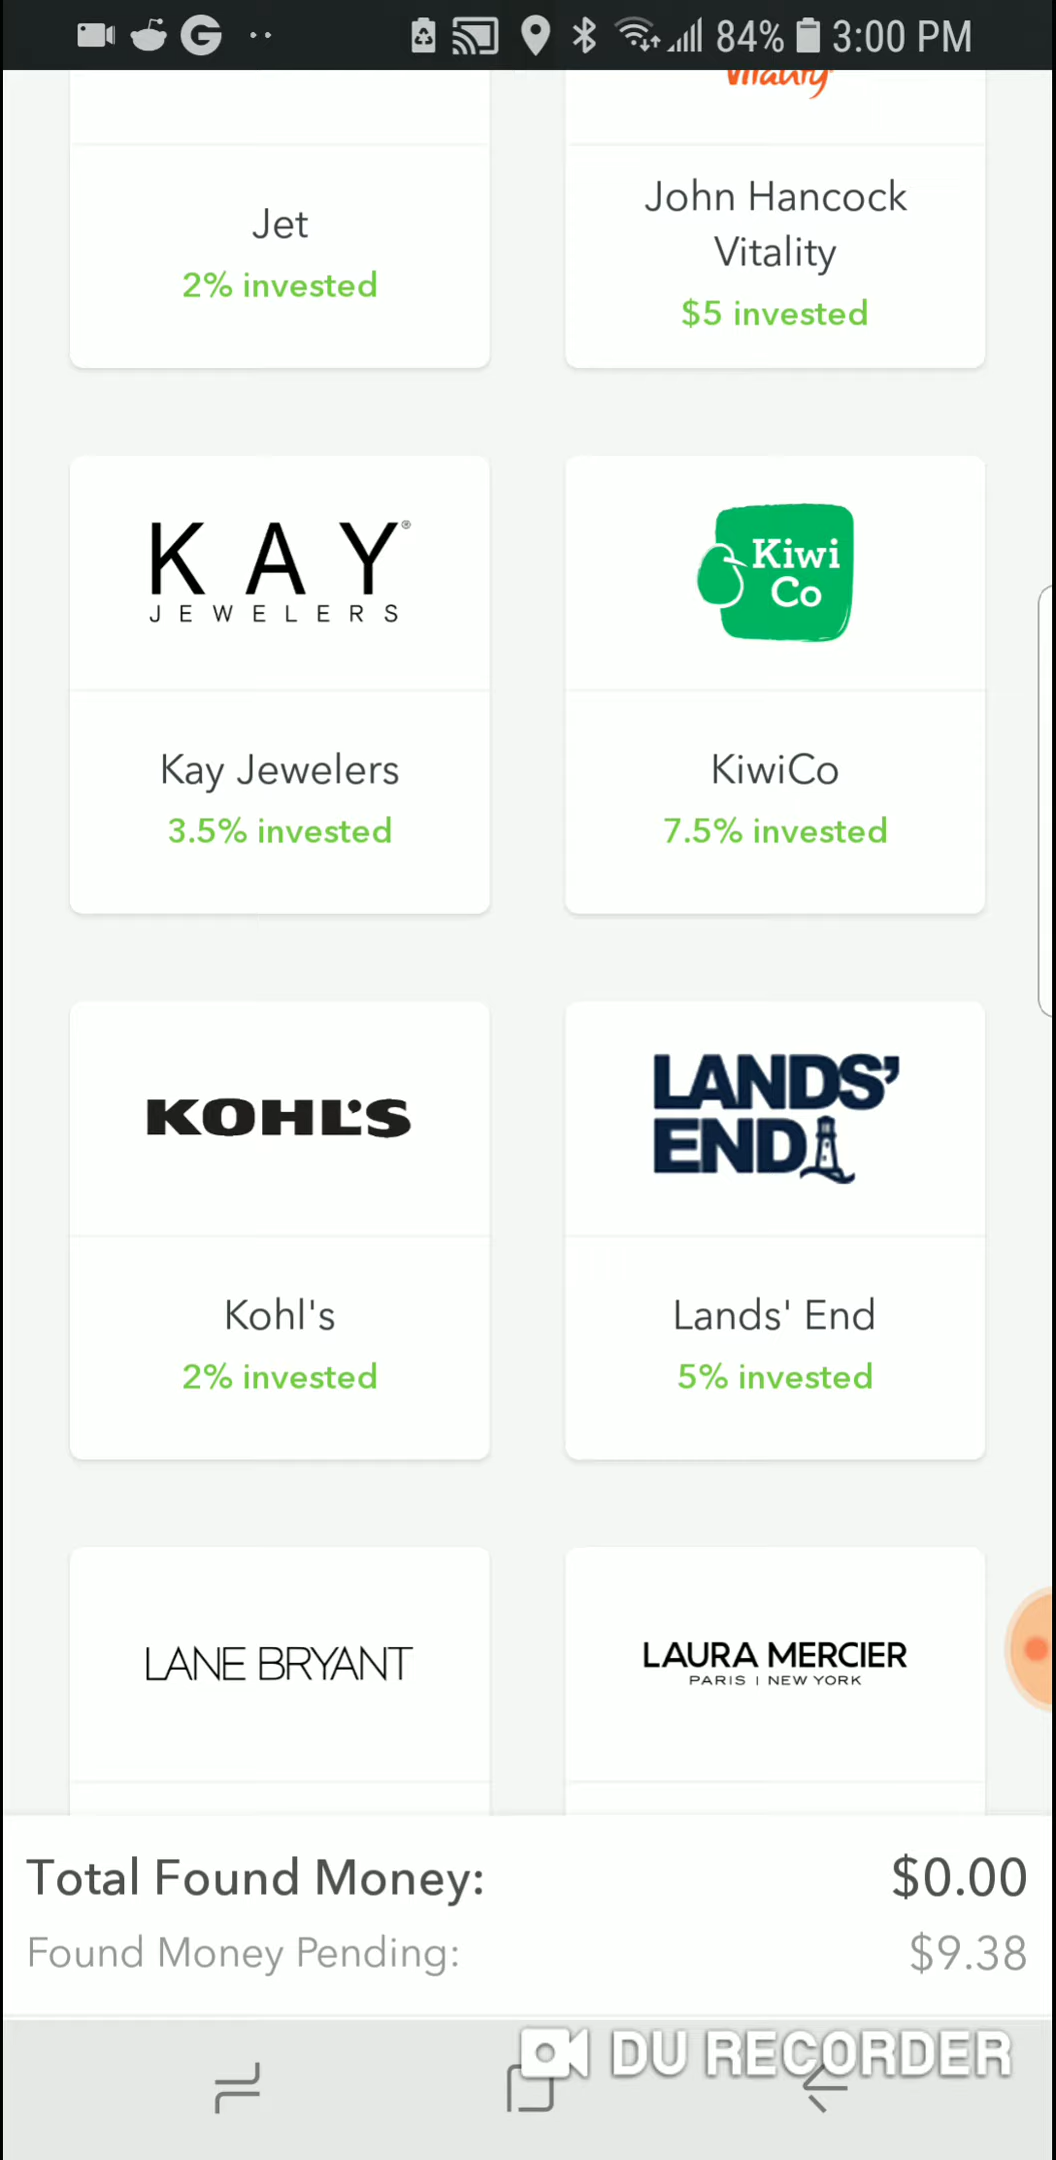 84% 3:00 PM
Vitality
Jet
2% invested
John Hancock
Vitality
$5 invested
KAY®
JEWELERS
Kay Jewelers
3.5% invested
Kiwi
Co
KiwiCo
7.5% invested
KOHL'S
Kohl's
2% invested
LANDS'
END
Lands' End
5% invested
LANE BRYANT
LAURA MERCIER
PARIS | NEW YORK
Total Found Money: $0.00
Found Money Pending: $9.38
DU RECORDER